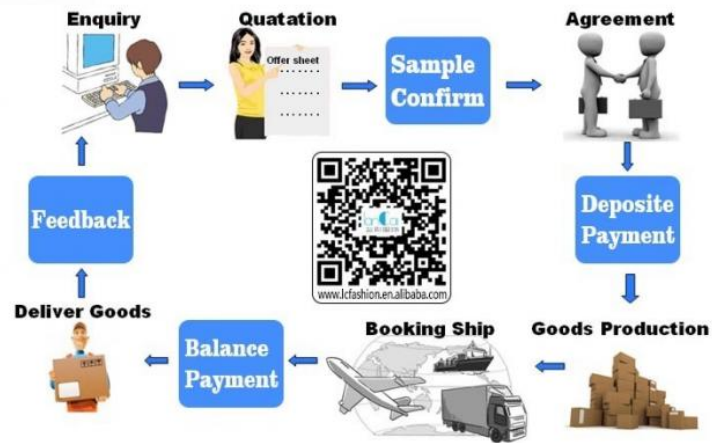 Enquiry
Quatation
Offer sheet
Sample
Confirm
Agreement
Deposite
Payment
Goods Production
Booking Ship
Balance
Payment
Deliver Goods
Feedback
www.lcfashion.en.alibaba.com